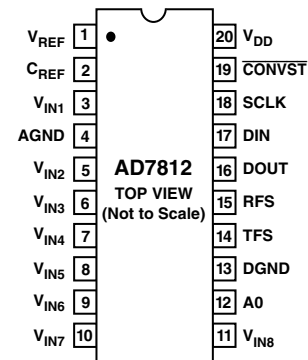 VREF 1 20 VDD
CREF 2 19 CONVST
VIN1 3 18 SCLK
AGND 4 17 DIN
VIN2 5 AD7812 16 DOUT
TOP VIEW
VIN3 6 (Not to Scale) 15 RFS
VIN4 7 14 TFS
VIN5 8 13 DGND
VIN6 9 12 A0
VIN7 10 11 VIN8